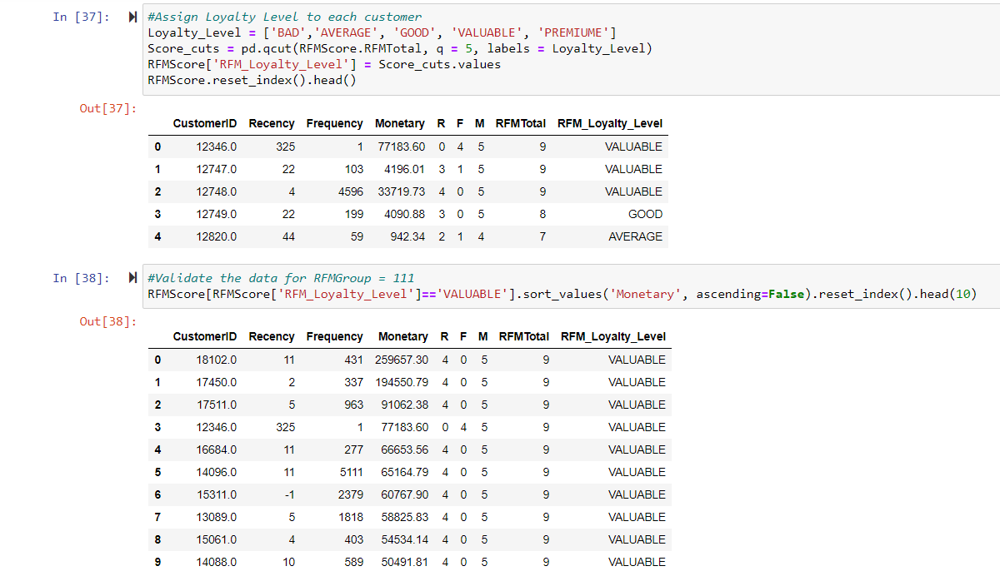 In [37]: #Assign Loyalty Level to each customer
Loyalty_Level = ['BAD','AVERAGE', 'GOOD', 'VALUABLE', 'PREMIUME']
Score_cuts = pd.qcut(RFMScore.RFMTotal, q = 5, labels = Loyalty_Level)
RFMScore['RFM_Loyalty_Level'] = Score_cuts.values
RFMScore.reset_index().head()
Out[37]:
CustomerID Recency Frequency Monetary R F M RFMTotal RFM_Loyalty_Level
0 12346.0 325 1 77183.60 0 4 5 9 VALUABLE
1 12747.0 22 103 4196.01 3 1 5 9 VALUABLE
2 12748.0 4 4596 33719.73 4 0 5 9 VALUABLE
3 12749.0 22 199 4090.88 3 0 5 8 GOOD
4 12820.0 44 59 942.34 2 1 4 7 AVERAGE
In [38]: #Validate the data for RFMGroup = 111
RFMScore[RFMScore['RFM_Loyalty_Level']=='VALUABLE'].sort_values('Monetary', ascending=False).reset_index().head(10)
Out[38]:
CustomerID Recency Frequency Monetary R F M RFMTotal RFM_Loyalty_Level
0 18102.0 11 431 259657.30 4 0 5 9 VALUABLE
1 17450.0 2 337 194550.79 4 0 5 9 VALUABLE
2 17511.0 5 963 91062.38 4 0 5 9 VALUABLE
3 12346.0 325 1 77183.60 0 4 5 9 VALUABLE
4 16684.0 11 277 66653.56 4 0 5 9 VALUABLE
5 14096.0 11 5111 65164.79 4 0 5 9 VALUABLE
6 15311.0 -1 2379 60767.90 4 0 5 9 VALUABLE
7 13089.0 5 1818 58825.83 4 0 5 9 VALUABLE
8 15061.0 4 403 54534.14 4 0 5 9 VALUABLE
9 14088.0 10 589 50491.81 4 0 5 9 VALUABLE